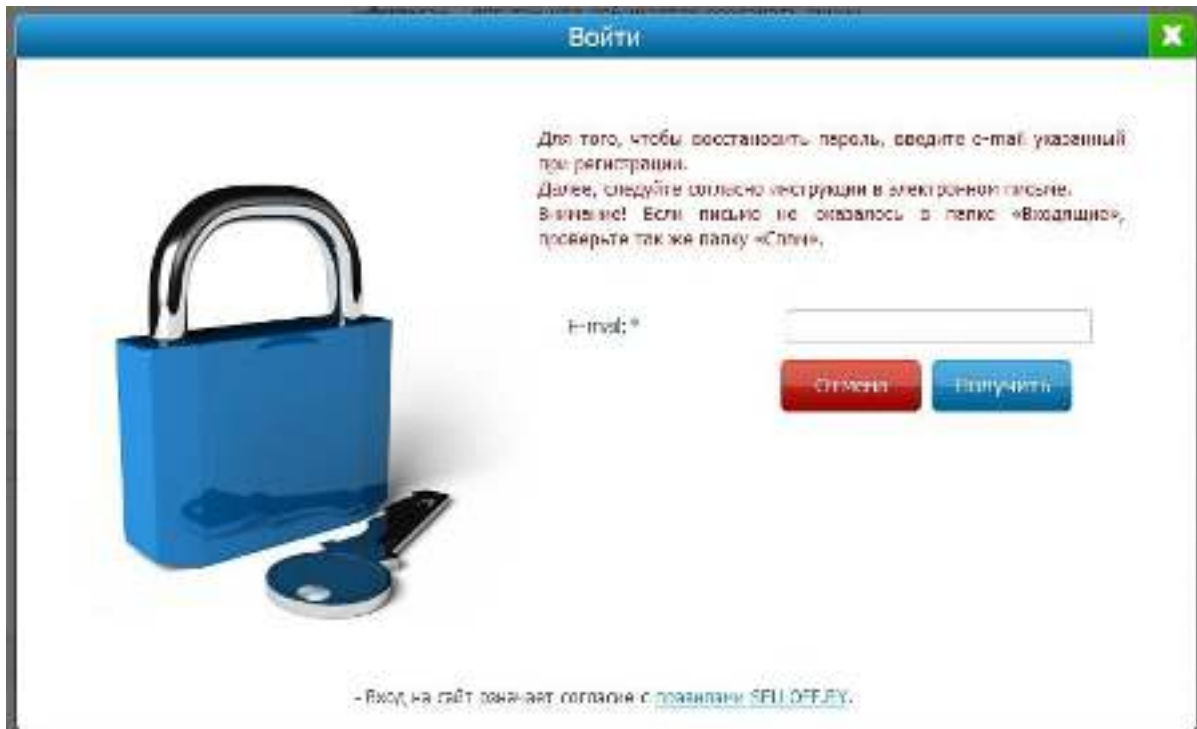 Войти
Для того, чтобы восстановить пароль, введите e-mail указанный
при регистрации.
Далее, следуйте согласно инструкции в электронном письме.
Внимание! Если письмо не оказалось в папке «Входящие»,
проверьте так же папку «Спам».
E-mail: *
Отмена Получить
- Вход на сайт означает согласие с правилами SELLOFF.BY.